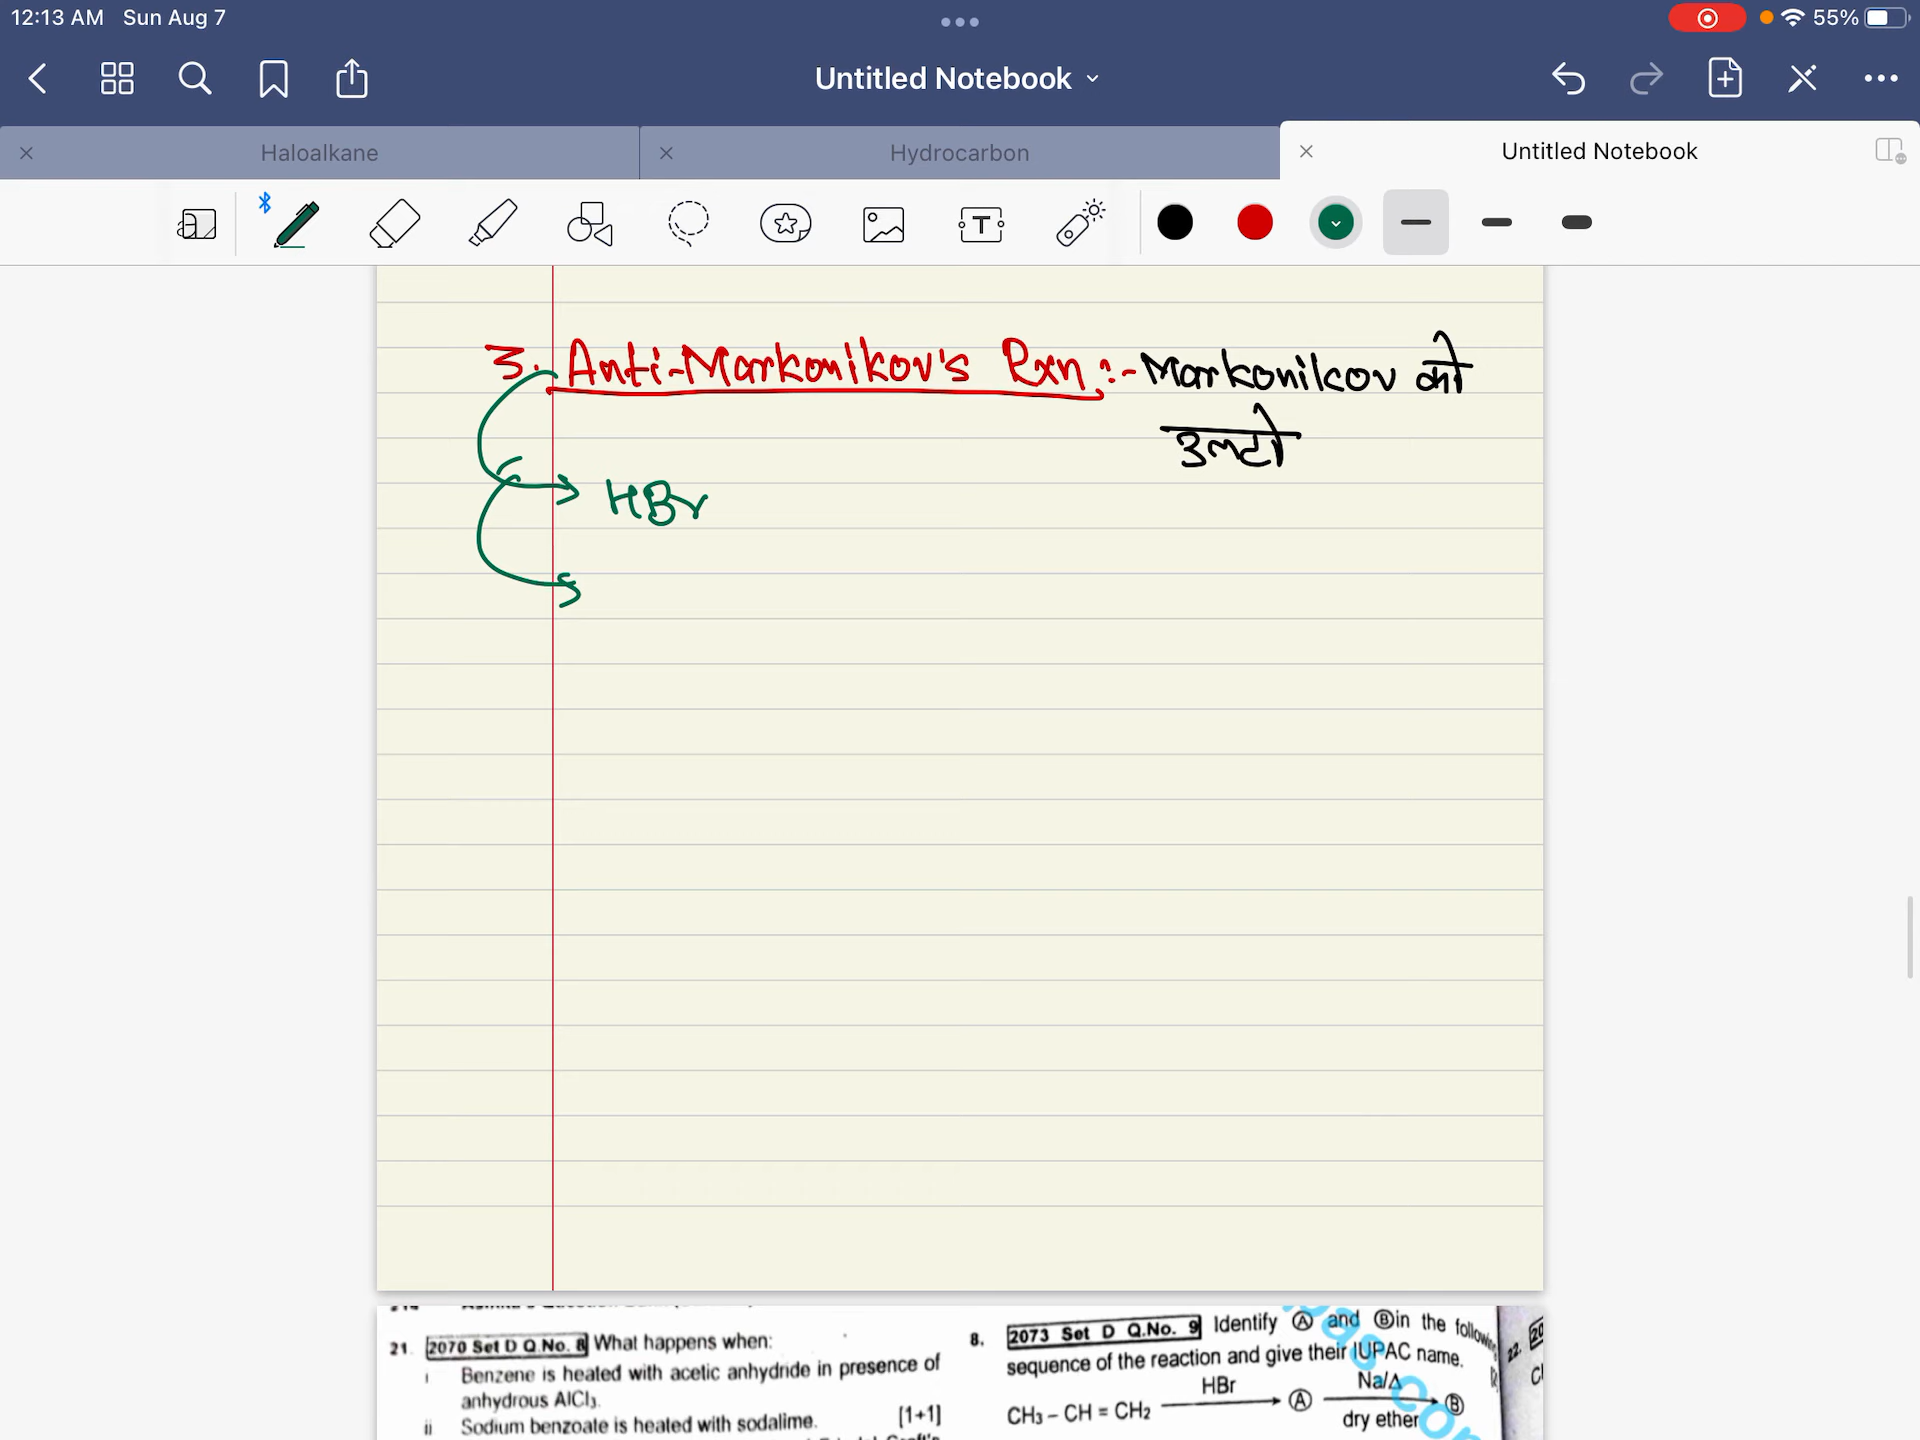 12:13 AM Sun Aug 7
55%
Untitled Notebook
Haloalkane
Hydrocarbon
Untitled Notebook
3. Anti-Markonikov's Rxn :- Markonikov को
उल्टो
HBr
21. 2070 Set D Q.No. 8 What happens when:
i Benzene is heated with acetic anhydride in presence of
anhydrous AlCl3.
ii Sodium benzoate is heated with sodalime. [1+1]
8. 2073 Set D Q.No. 9 Identify Ⓐ and Ⓑ in the following
sequence of the reaction and give their IUPAC name.
CH3 – CH = CH2 HBr Ⓐ Na/Δ dry ether Ⓑ
22.